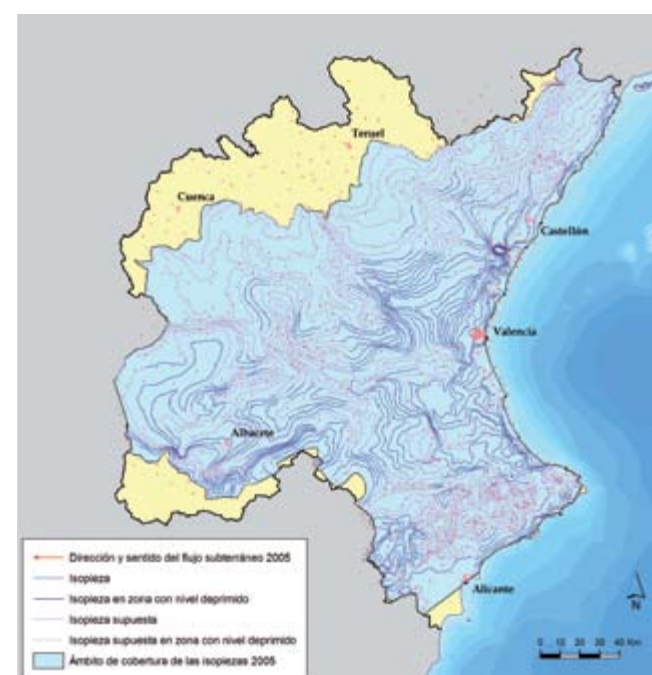 Teruel
Cuenca
Castellón
Valencia
Albacete
Alicante
Dirección y sentido del flujo subterráneo 2005
Isopieza
Isopieza en zona con nivel deprimido
Isopieza supuesta
Isopieza supuesta en zona con nivel deprimido
Ámbito de cobertura de las isopiezas 2005
N
0 10 20 30 40 Km